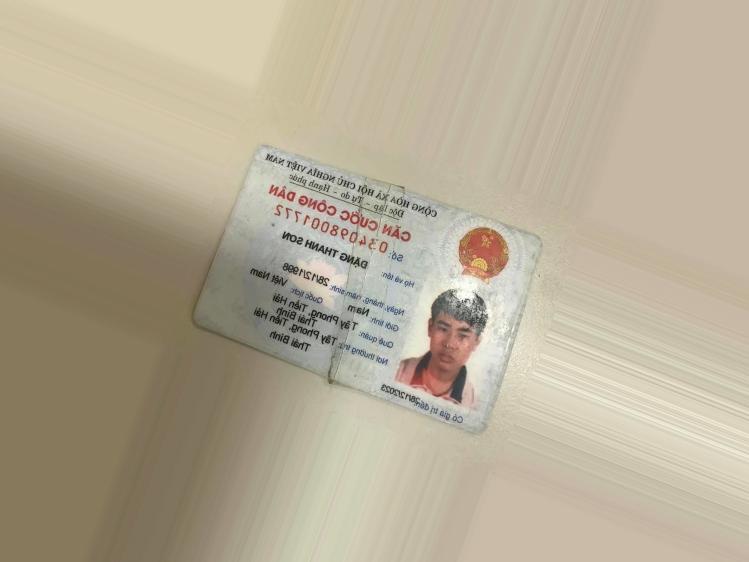 CỘNG HÒA XÃ HỘI CHỦ NGHĨA VIỆT NAM
Độc lập - Tự do - Hạnh phúc
CĂN CƯỚC CÔNG DÂN
Số: 034098001772
Họ và tên:
ĐẶNG THANH SƠN
Ngày, tháng, năm sinh: 28/12/1998
Giới tính: Nam Quốc tịch: Việt Nam
Quê quán: Tây Phong, Tiền Hải
Thái Bình
Nơi thường trú: Tây Phong, Tiền Hải
Thái Bình
Có giá trị đến: 28/12/2023